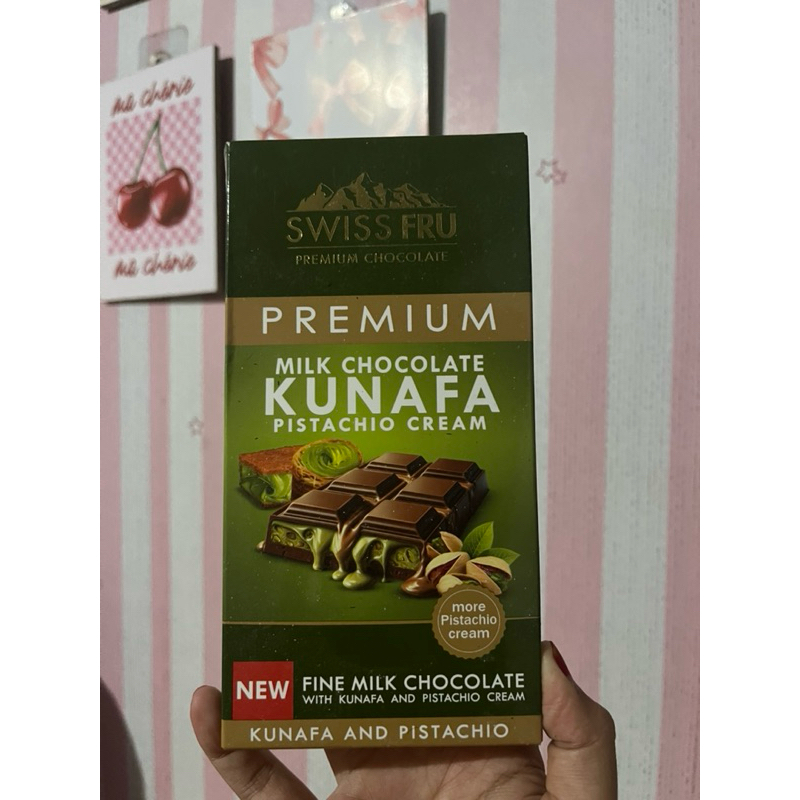 Ma Chérie
Ma Chérie
SWISS FRU
PREMIUM CHOCOLATE
PREMIUM
MILK CHOCOLATE
KUNAFA
PISTACHIO CREAM
more
Pistachio
cream
NEW
FINE MILK CHOCOLATE
WITH KUNAFA AND PISTACHIO CREAM
KUNAFA AND PiSTACHIO